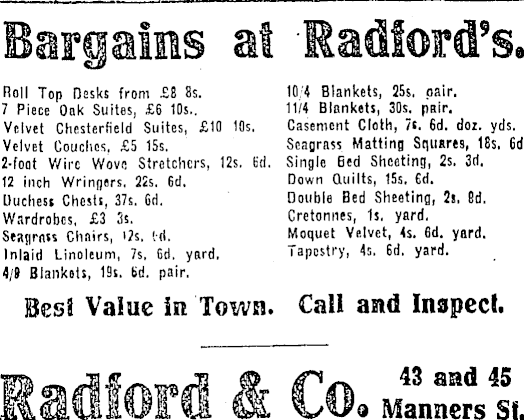 Bargains at Radford's.
Roll Top Desks from £8 8s.
7 Piece Oak Suites, £6 10s.
Velvet Chesterfield Suites, £10 10s.
Velvet Couches, £5 15s.
2-foot Wire Wove Stretchers, 12s. 6d.
12 inch Wringers. 22s. 6d.
Duchess Chests, 37s. 6d.
Wardrobes, £3 3s.
Seagrass Chairs, 12s. 6d.
Inlaid Linoleum, 7s, 6d. yard.
Blankets, 19s. 6d. pair.
10/4 Blankets, 25s. pair.
11/4 Blankets, 30s. pair.
Casement Cloth, 7s. 6d. doz. yds.
Seagrass Matting Squares, 18s. 6d
Single Bed Sheeting, 2s. 3d.
Down Quilts, 15s. 6d.
Double Bed Sheeting, 2s, 8d.
Cretonnes, 1s. yard.
Moquet Velvet, 4s. 6d. yard.
Tapestry, 4s. 6d. yard.
Best Value in Town. Call and Inspect.
Radford & Co. 43 and 45
Manners St.